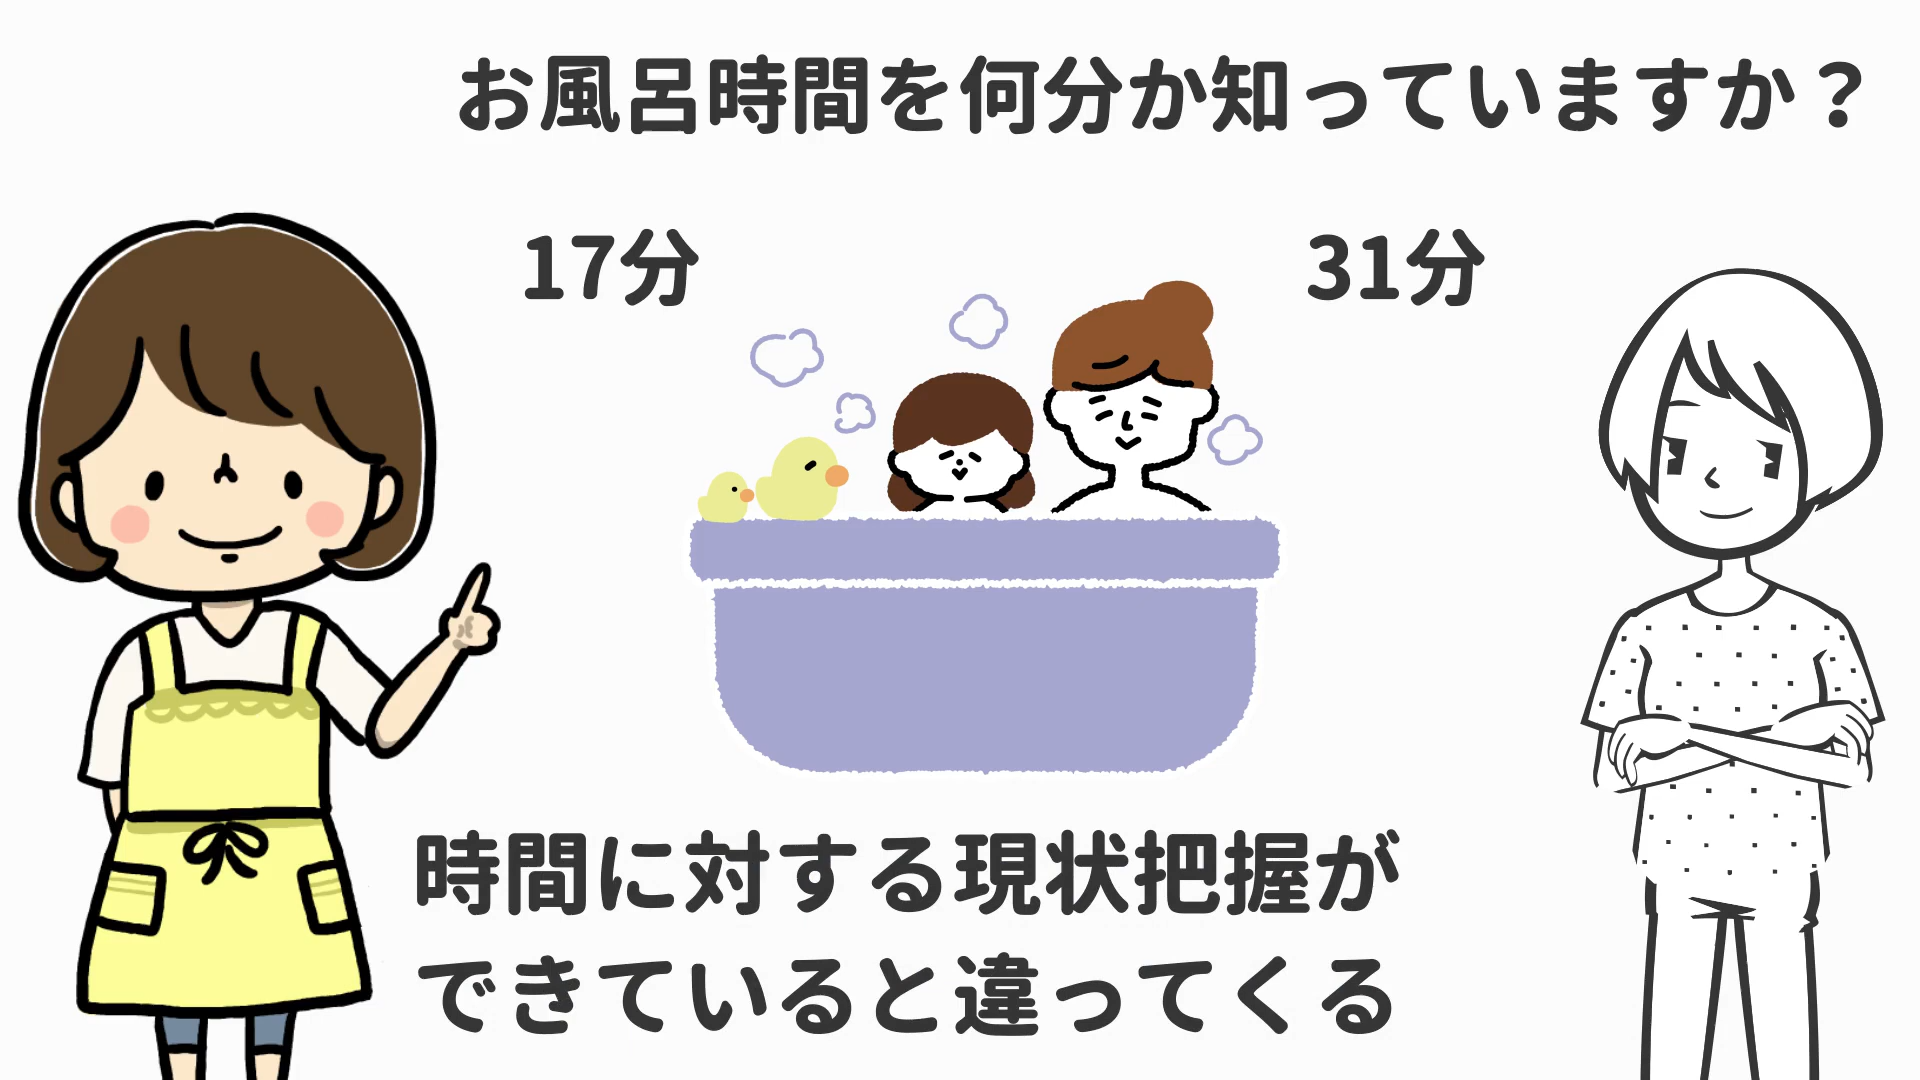 お風呂時間を何分か知っていますか？
17分
31分
時間に対する現状把握が
できていると違ってくる